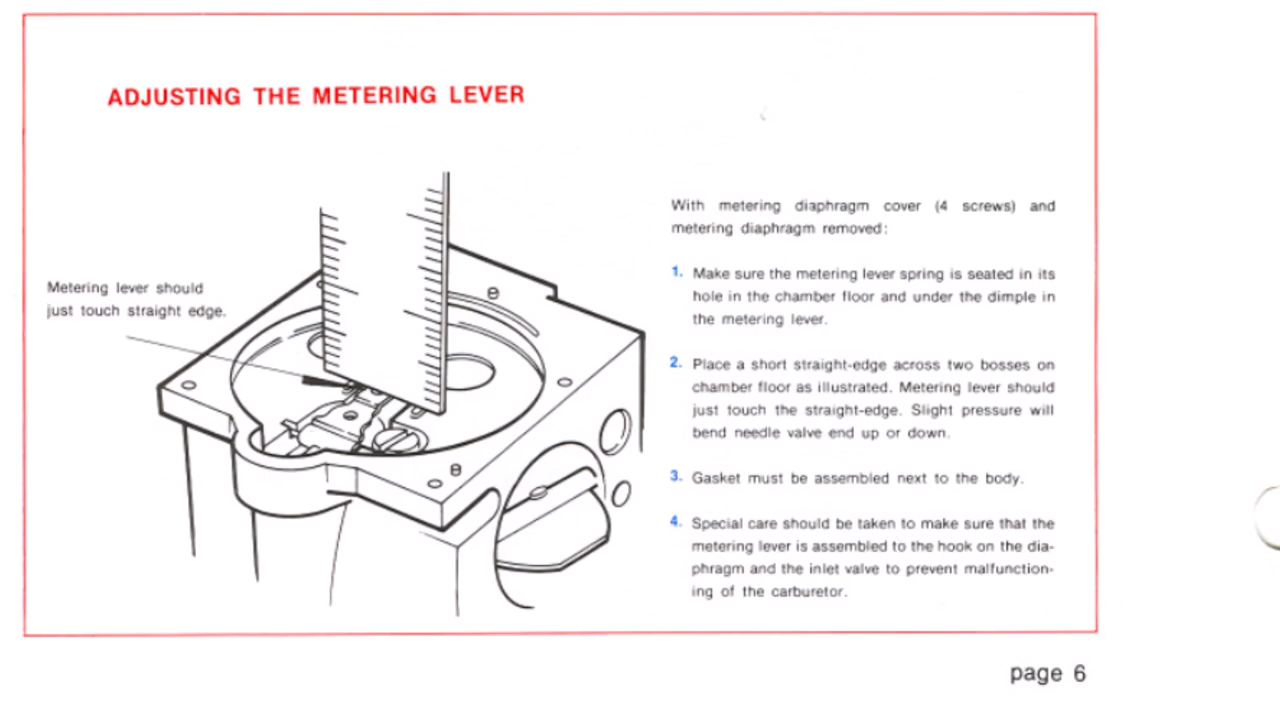 ADJUSTING THE METERING LEVER
Metering lever should
just touch straight edge.
With metering diaphragm cover (4 screws) and
metering diaphragm removed:
1. Make sure the metering lever spring is seated in its
hole in the chamber floor and under the dimple in
the metering lever.
2. Place a short straight-edge across two bosses on
chamber floor as illustrated. Metering lever should
just touch the straight-edge. Slight pressure will
bend needle valve end up or down.
3. Gasket must be assembled next to the body.
4. Special care should be taken to make sure that the
metering lever is assembled to the hook on the dia-
phragm and the inlet valve to prevent malfunction-
ing of the carburetor.
page 6